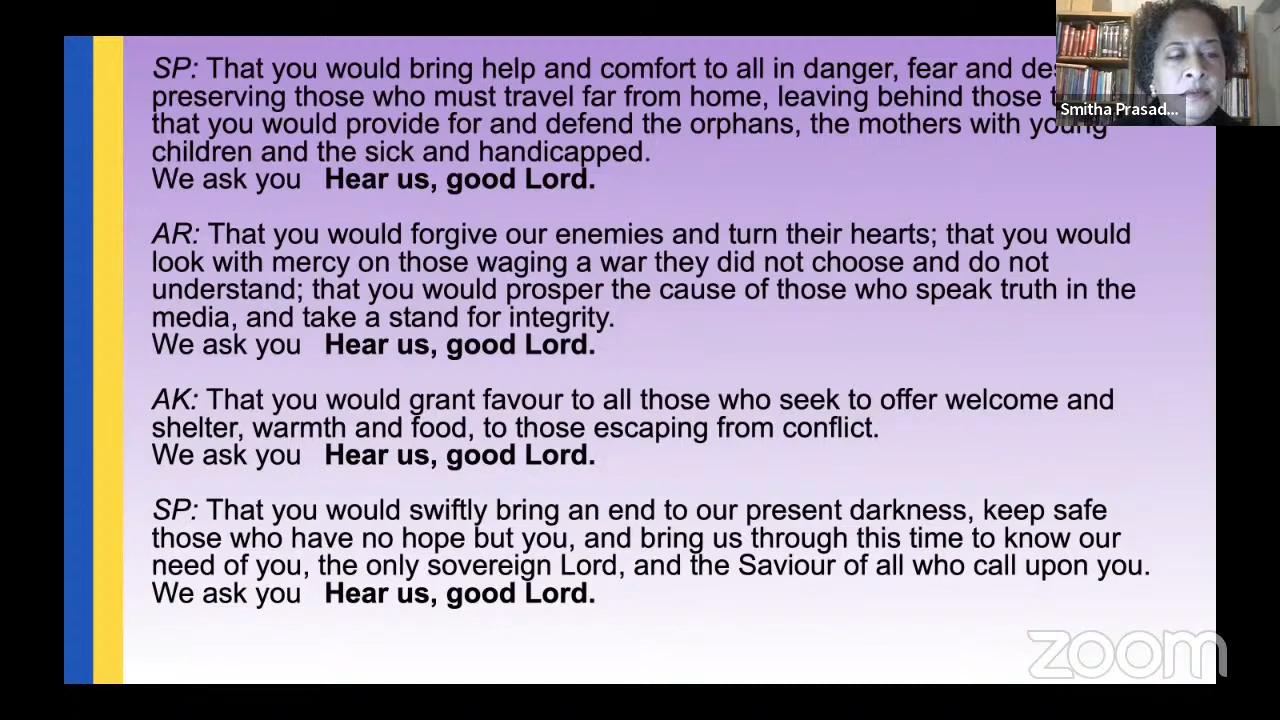 SP: That you would bring help and comfort to all in danger, fear and
preserving those who must travel far from home, leaving behind those
that you would provide for and defend the orphans, the mothers with young
children and the sick and handicapped.
We ask you Hear us, good Lord.
AR: That you would forgive our enemies and turn their hearts; that you would
look with mercy on those waging a war they did not choose and do not
understand; that you would prosper the cause of those who speak truth in the
media, and take a stand for integrity.
We ask you Hear us, good Lord.
AK: That you would grant favour to all those who seek to offer welcome and
shelter, warmth and food, to those escaping from conflict.
We ask you Hear us, good Lord.
SP: That you would swiftly bring an end to our present darkness, keep safe
those who have no hope but you, and bring us through this time to know our
need of you, the only sovereign Lord, and the Saviour of all who call upon you.
We ask you Hear us, good Lord.
Smitha Prasad...
zoom